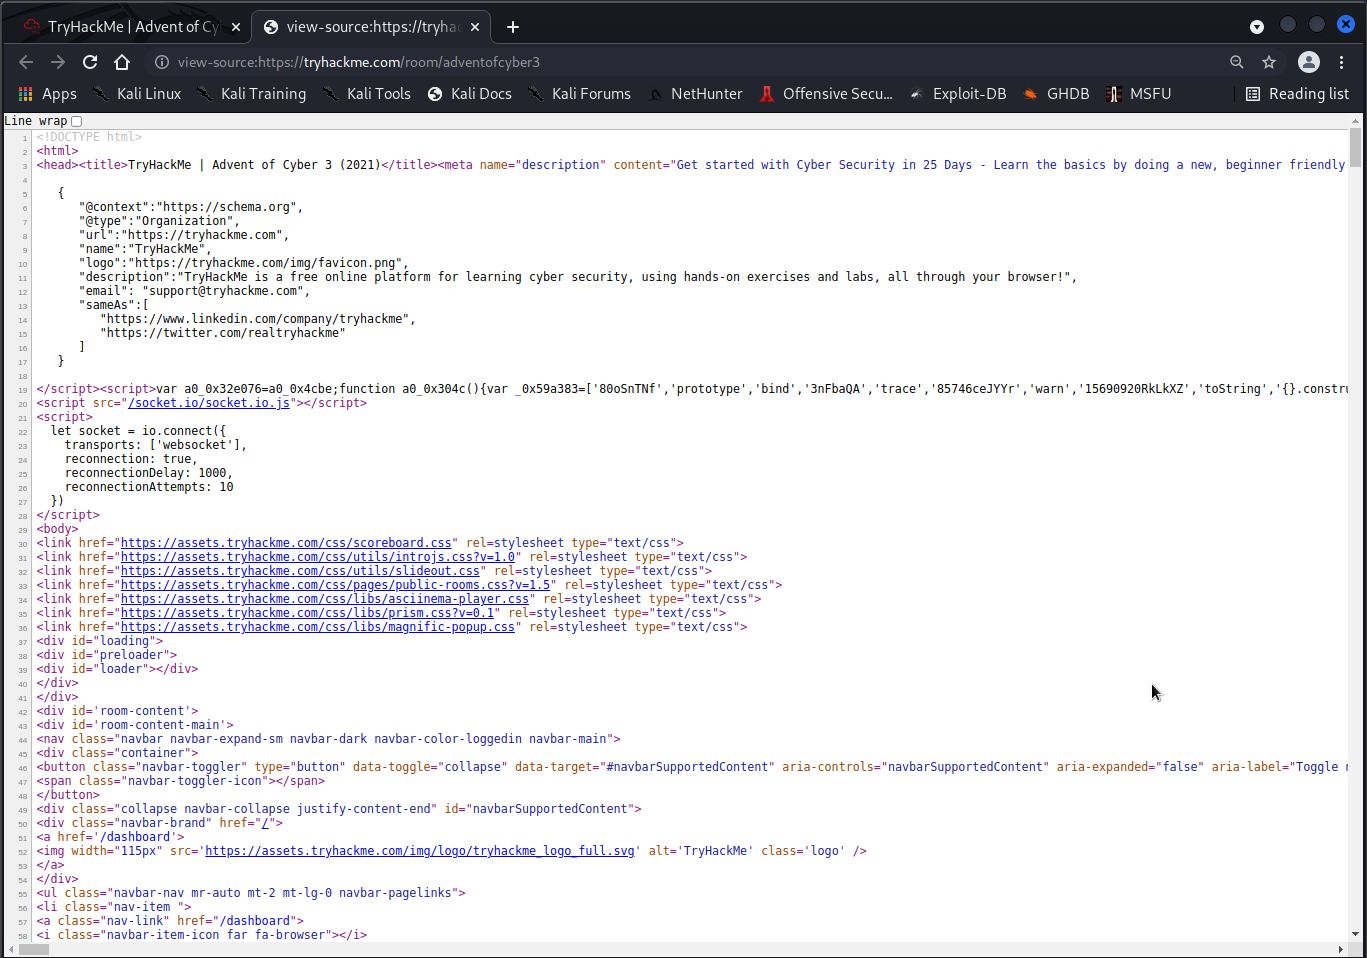 TryHackMe | Advent of Cy
view-source:https://tryha
view-source:https://tryhackme.com/room/adventofcyber3
Apps Kali Linux Kali Training Kali Tools Kali Docs Kali Forums NetHunter Offensive Secu... Exploit-DB GHDB MSFU Reading list
Line wrap
1 <!DOCTYPE html>
2 <html>
3 <head><title>TryHackMe | Advent of Cyber 3 (2021)</title><meta name="description" content="Get started with Cyber Security in 25 Days - Learn the basics by doing a new, beginner friendly
4
5 {
6 "@context":"https://schema.org",
7 "@type":"Organization",
8 "url":"https://tryhackme.com",
9 "name":"TryHackMe",
10 "logo":"https://tryhackme.com/img/favicon.png",
11 "description":"TryHackMe is a free online platform for learning cyber security, using hands-on exercises and labs, all through your browser!",
12 "email": "support@tryhackme.com",
13 "sameAs":[
14 "https://www.linkedin.com/company/tryhackme",
15 "https://twitter.com/realtryhackme"
16 ]
17 }
18
19 </script><script>var a0_0x32e076=a0_0x4cbe;function a0_0x304c(){var _0x59a383=['80oSnTNf','prototype','bind','3nFbaQA','trace','85746ceJYYr','warn','15690920RkLkXZ','toString','{}.constru
20 <script src="/socket.io/socket.io.js"></script>
21 <script>
22 let socket = io.connect({
23 transports: ['websocket'],
24 reconnection: true,
25 reconnectionDelay: 1000,
26 reconnectionAttempts: 10
27 })
28 </script>
29 <body>
30 <link href="https://assets.tryhackme.com/css/scoreboard.css" rel=stylesheet type="text/css">
31 <link href="https://assets.tryhackme.com/css/utils/introjs.css?v=1.0" rel=stylesheet type="text/css">
32 <link href="https://assets.tryhackme.com/css/utils/slideout.css" rel=stylesheet type="text/css">
33 <link href="https://assets.tryhackme.com/css/pages/public-rooms.css?v=1.5" rel=stylesheet type="text/css">
34 <link href="https://assets.tryhackme.com/css/libs/asciinema-player.css" rel=stylesheet type="text/css">
35 <link href="https://assets.tryhackme.com/css/libs/prism.css?v=0.1" rel=stylesheet type="text/css">
36 <link href="https://assets.tryhackme.com/css/libs/magnific-popup.css" rel=stylesheet type="text/css">
37 <div id="loading">
38 <div id="preloader">
39 <div id="loader"></div>
40 </div>
41 </div>
42 <div id='room-content'>
43 <div id='room-content-main'>
44 <nav class="navbar navbar-expand-sm navbar-dark navbar-color-loggedin navbar-main">
45 <div class="container">
46 <button class="navbar-toggler" type="button" data-toggle="collapse" data-target="#navbarSupportedContent" aria-controls="navbarSupportedContent" aria-expanded="false" aria-label="Toggle
47 <span class="navbar-toggler-icon"></span>
48 </button>
49 <div class="collapse navbar-collapse justify-content-end" id="navbarSupportedContent">
50 <div class="navbar-brand" href="/">
51 <a href='/dashboard'>
52 <img width="115px" src='https://assets.tryhackme.com/img/logo/tryhackme_logo_full.svg' alt='TryHackMe' class='logo' />
53 </a>
54 </div>
55 <ul class="navbar-nav mr-auto mt-2 mt-lg-0 navbar-pagelinks">
56 <li class="nav-item ">
57 <a class="nav-link" href="/dashboard">
58 <i class="navbar-item-icon far fa-browser"></i>